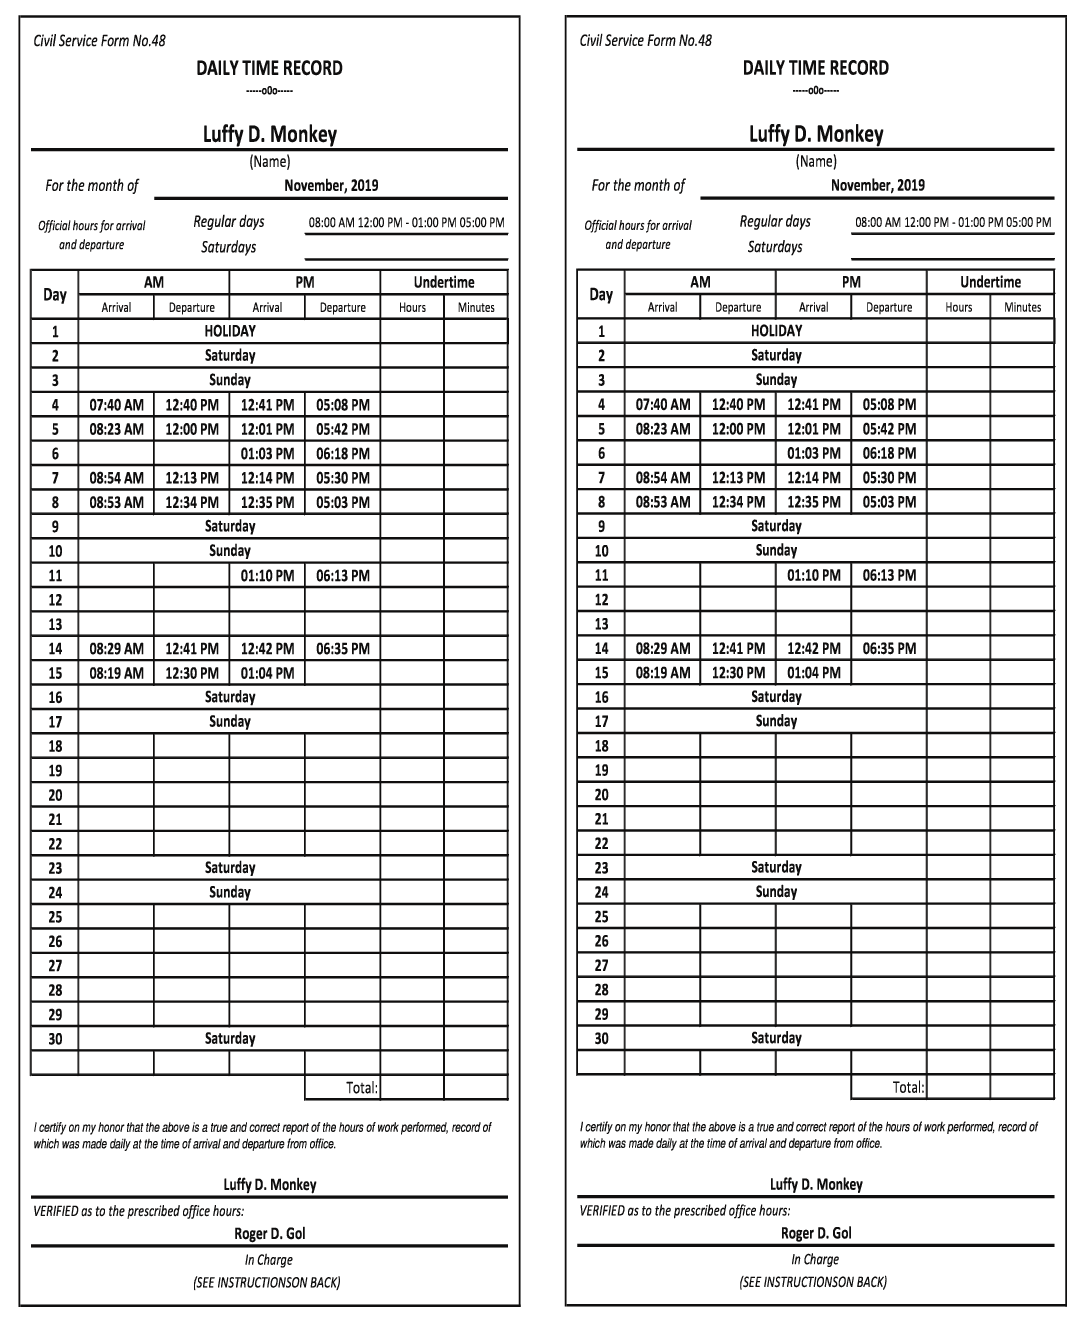 Civil Service Form No.48
DAILY TIME RECORD
-----o0o-----
Luffy D. Monkey
(Name)
For the month of November, 2019
Official hours for arrival and departure Regular days 08:00 AM 12:00 PM - 01:00 PM 05:00 PM
Saturdays
Day AM PM Undertime
Arrival Departure Arrival Departure Hours Minutes
1 HOLIDAY
2 Saturday
3 Sunday
4 07:40 AM 12:40 PM 12:41 PM 05:08 PM
5 08:23 AM 12:00 PM 12:01 PM 05:42 PM
6 01:03 PM 06:18 PM
7 08:54 AM 12:13 PM 12:14 PM 05:30 PM
8 08:53 AM 12:34 PM 12:35 PM 05:03 PM
9 Saturday
10 Sunday
11 01:10 PM 06:13 PM
12
13
14 08:29 AM 12:41 PM 12:42 PM 06:35 PM
15 08:19 AM 12:30 PM 01:04 PM
16 Saturday
17 Sunday
18
19
20
21
22
23 Saturday
24 Sunday
25
26
27
28
29
30 Saturday
Total:
I certify on my honor that the above is a true and correct report of the hours of work performed, record of
which was made daily at the time of arrival and departure from office.
Luffy D. Monkey
VERIFIED as to the prescribed office hours:
Roger D. Gol
In Charge
(SEE INSTRUCTIONSON BACK)
Civil Service Form No.48
DAILY TIME RECORD
-----o0o-----
Luffy D. Monkey
(Name)
For the month of November, 2019
Official hours for arrival and departure Regular days 08:00 AM 12:00 PM - 01:00 PM 05:00 PM
Saturdays
Day AM PM Undertime
Arrival Departure Arrival Departure Hours Minutes
1 HOLIDAY
2 Saturday
3 Sunday
4 07:40 AM 12:40 PM 12:41 PM 05:08 PM
5 08:23 AM 12:00 PM 12:01 PM 05:42 PM
6 01:03 PM 06:18 PM
7 08:54 AM 12:13 PM 12:14 PM 05:30 PM
8 08:53 AM 12:34 PM 12:35 PM 05:03 PM
9 Saturday
10 Sunday
11 01:10 PM 06:13 PM
12
13
14 08:29 AM 12:41 PM 12:42 PM 06:35 PM
15 08:19 AM 12:30 PM 01:04 PM
16 Saturday
17 Sunday
18
19
20
21
22
23 Saturday
24 Sunday
25
26
27
28
29
30 Saturday
Total:
I certify on my honor that the above is a true and correct report of the hours of work performed, record of
which was made daily at the time of arrival and departure from office.
Luffy D. Monkey
VERIFIED as to the prescribed office hours:
Roger D. Gol
In Charge
(SEE INSTRUCTIONSON BACK)